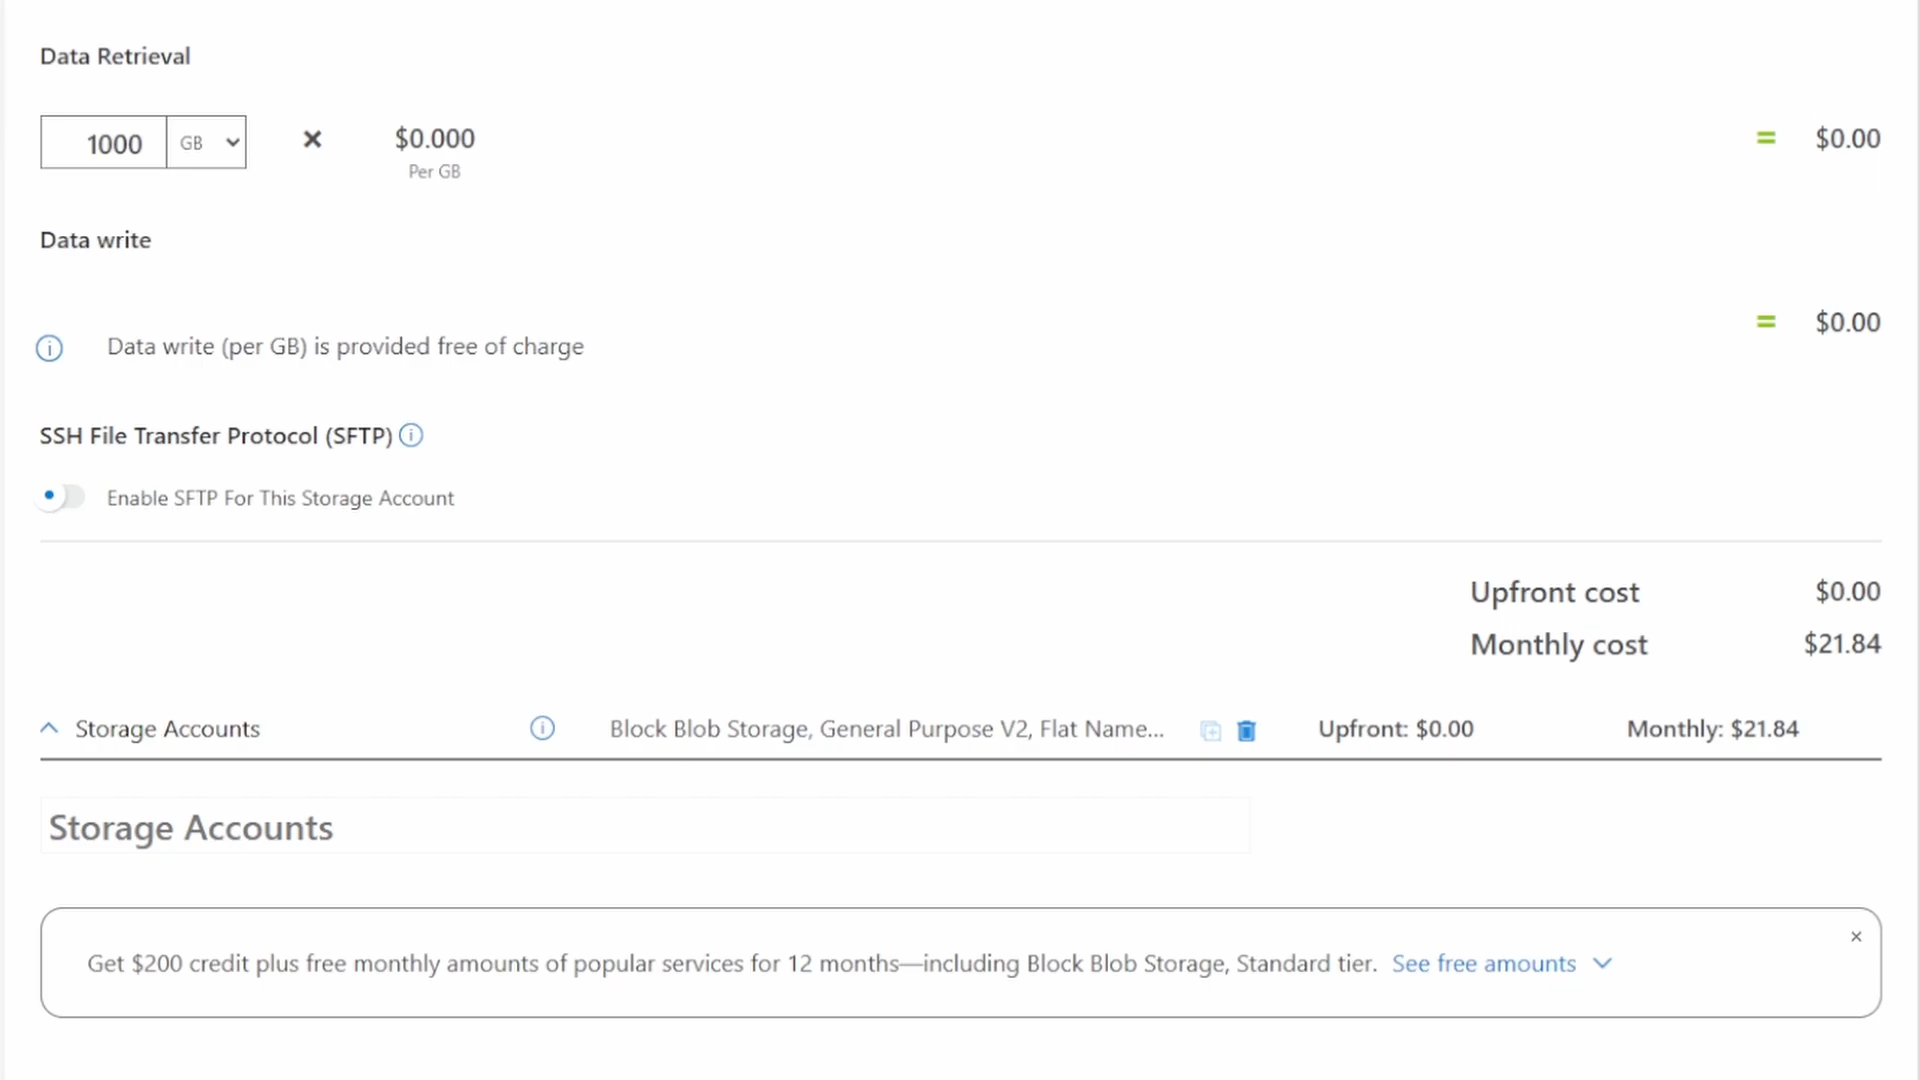 Data Retrieval
1000 GB × $0.000 = $0.00
Per GB
Data write
= $0.00
Data write (per GB) is provided free of charge
SSH File Transfer Protocol (SFTP)
Enable SFTP For This Storage Account
Upfront cost $0.00
Monthly cost $21.84
Storage Accounts Block Blob Storage, General Purpose V2, Flat Name... Upfront: $0.00 Monthly: $21.84
Storage Accounts
Get $200 credit plus free monthly amounts of popular services for 12 months—including Block Blob Storage, Standard tier. See free amounts